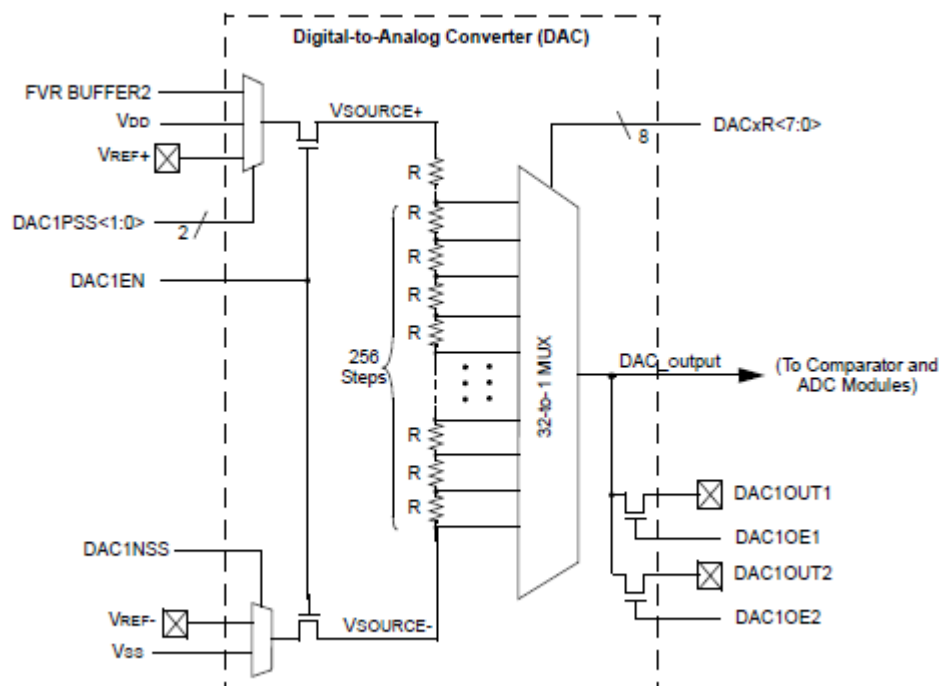 Digital-to-Analog Converter (DAC)
FVR BUFFER2
VDD
VREF+
DAC1PSS<1:0>
2
DAC1EN
VSOURCE+
8
DACxR<7:0>
R
R
R
R
R
256
Steps
R
R
R
32-to-1 MUX
DAC_output
(To Comparator and
ADC Modules)
DAC1OUT1
DAC1OE1
DAC1OUT2
DAC1OE2
DAC1NSS
VREF-
VSS
VSOURCE-